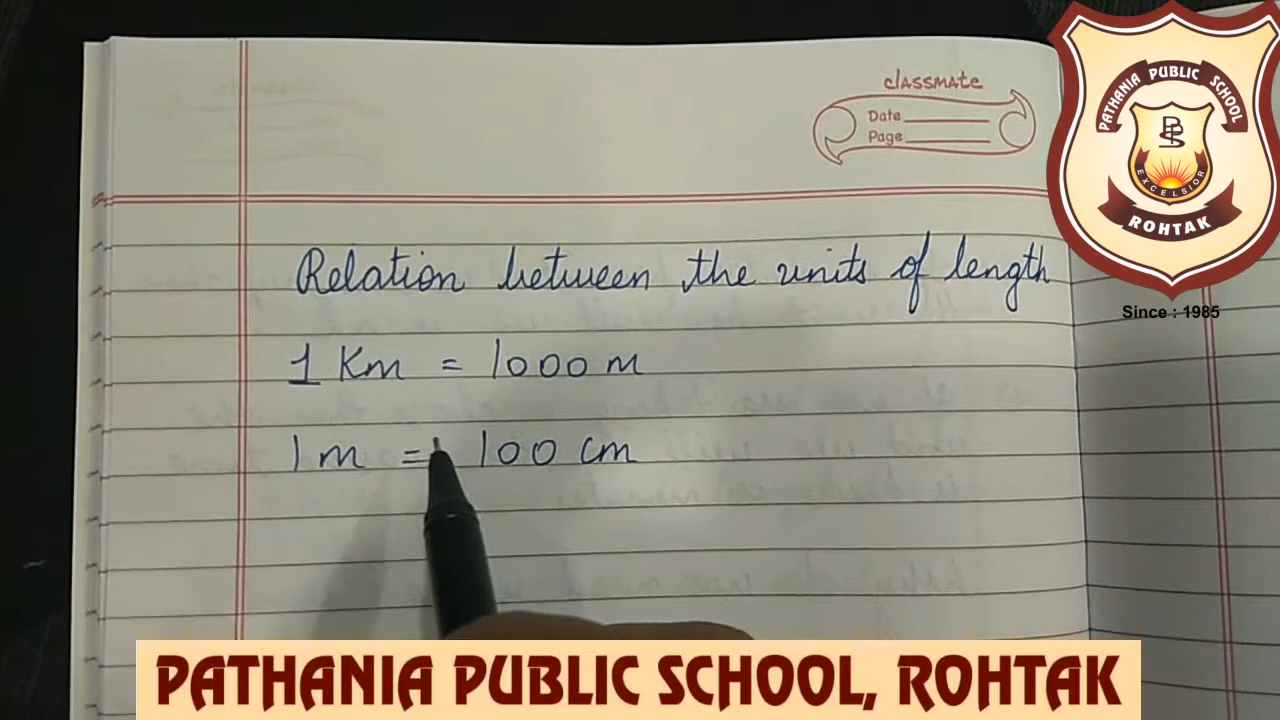 classmate
Date
Page
PATHANIA PUBLIC SCHOOL
PPS
EXCELSIOR
ROHTAK
Since : 1985
Relation between the units of length
1 Km = 1000 m
1 m = 100 cm
PATHANIA PUBLIC SCHOOL, ROHTAK